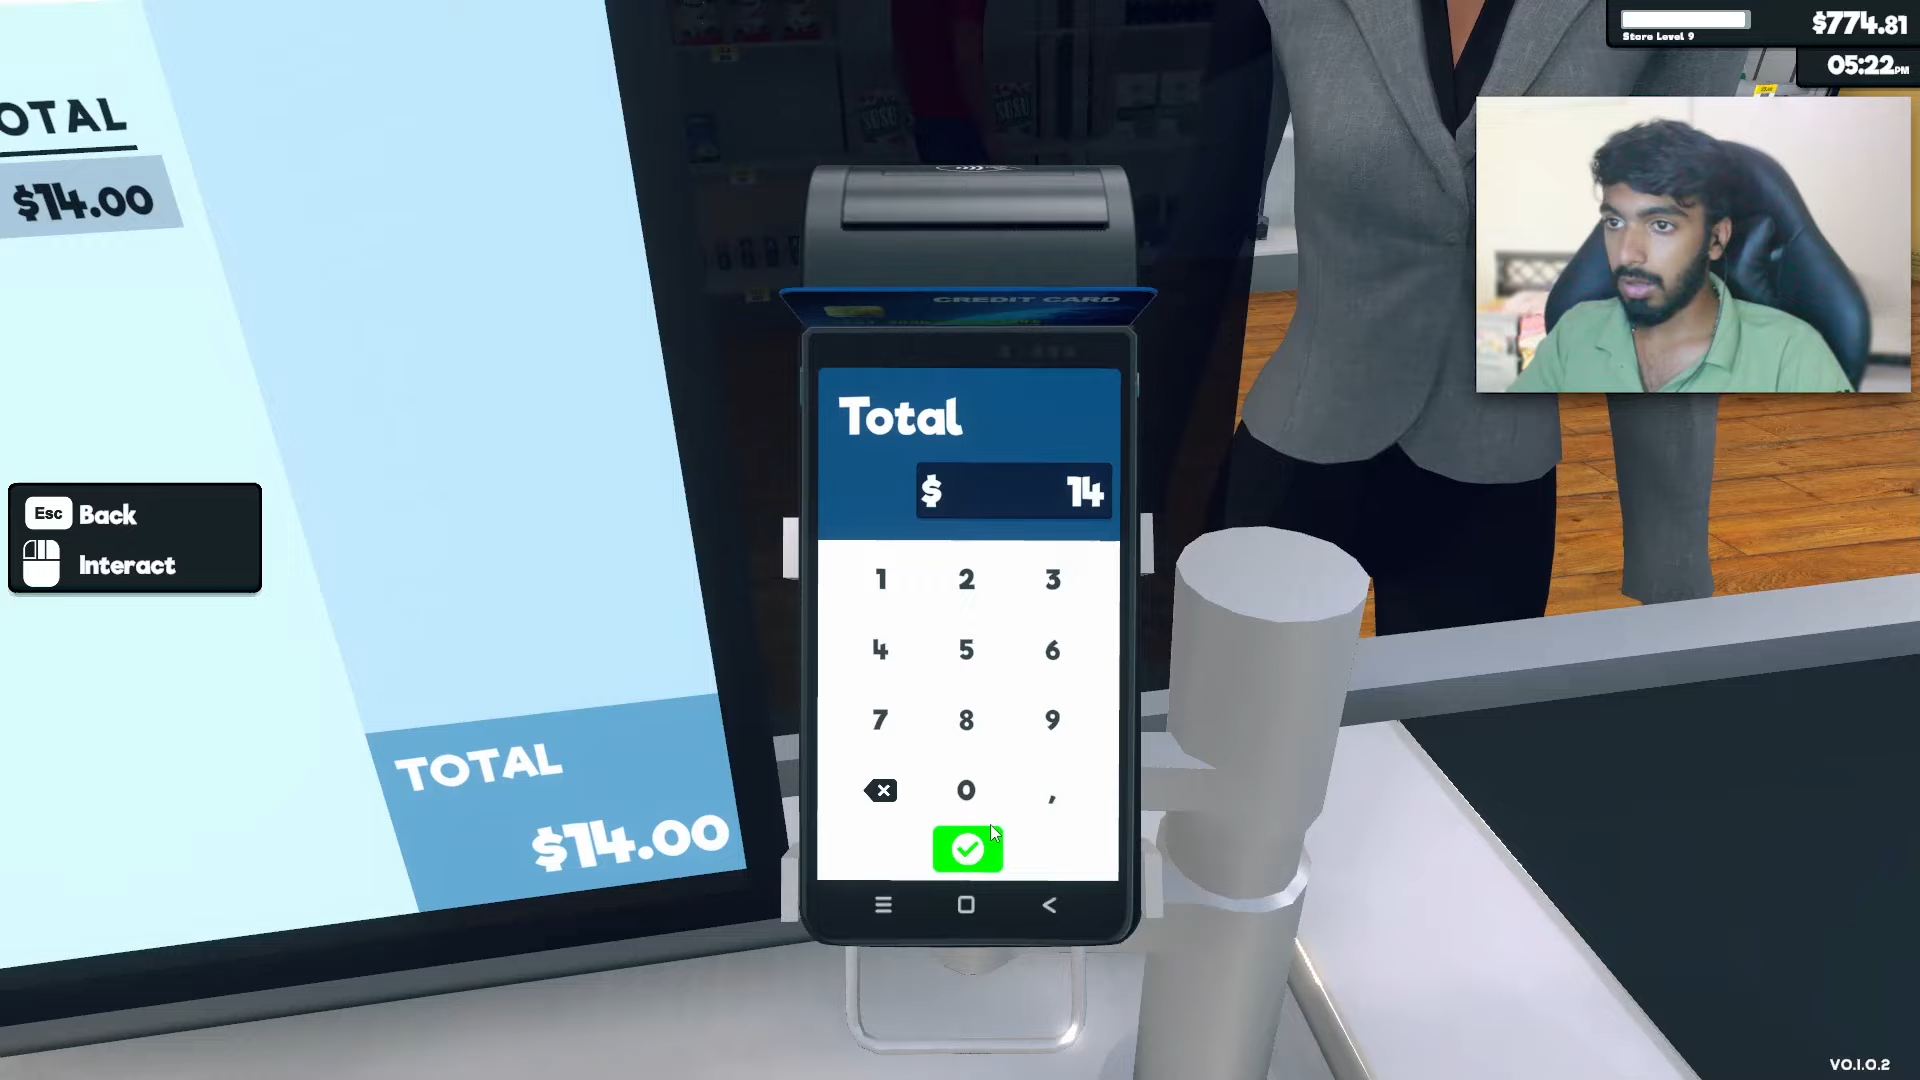 $774.81
Store Level 9
05:22PM
OTAL
$14.00
CREDIT CARD
Total
$ 14
Esc Back
Interact
1 2 3
4 5 6
7 8 9
0 ,
TOTAL
$14.00
V0.1.0.2